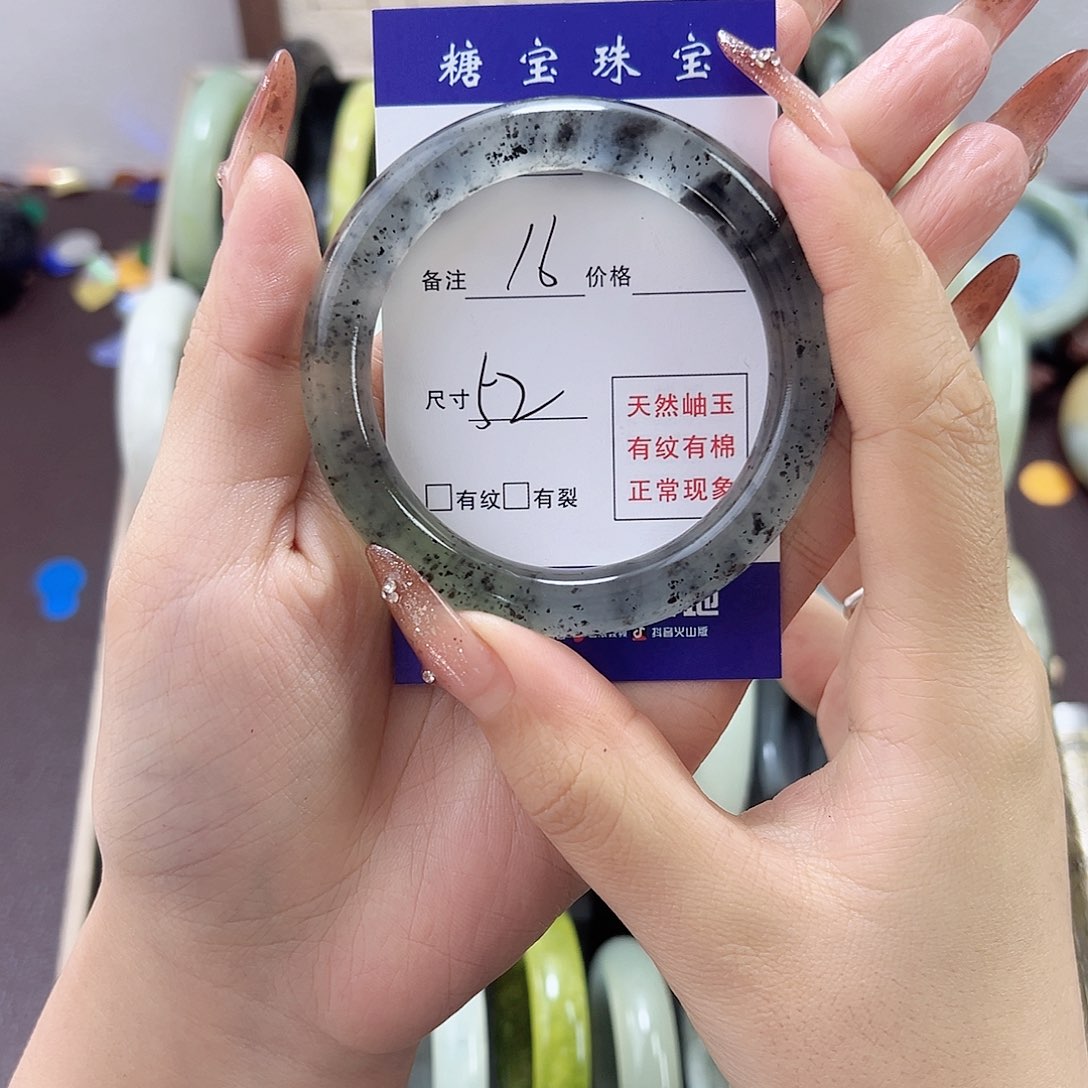 糖宝珠宝
备注 16 价格
尺寸 52
天然岫玉
有纹有棉
正常现象
□有纹□有裂
抖音火山版